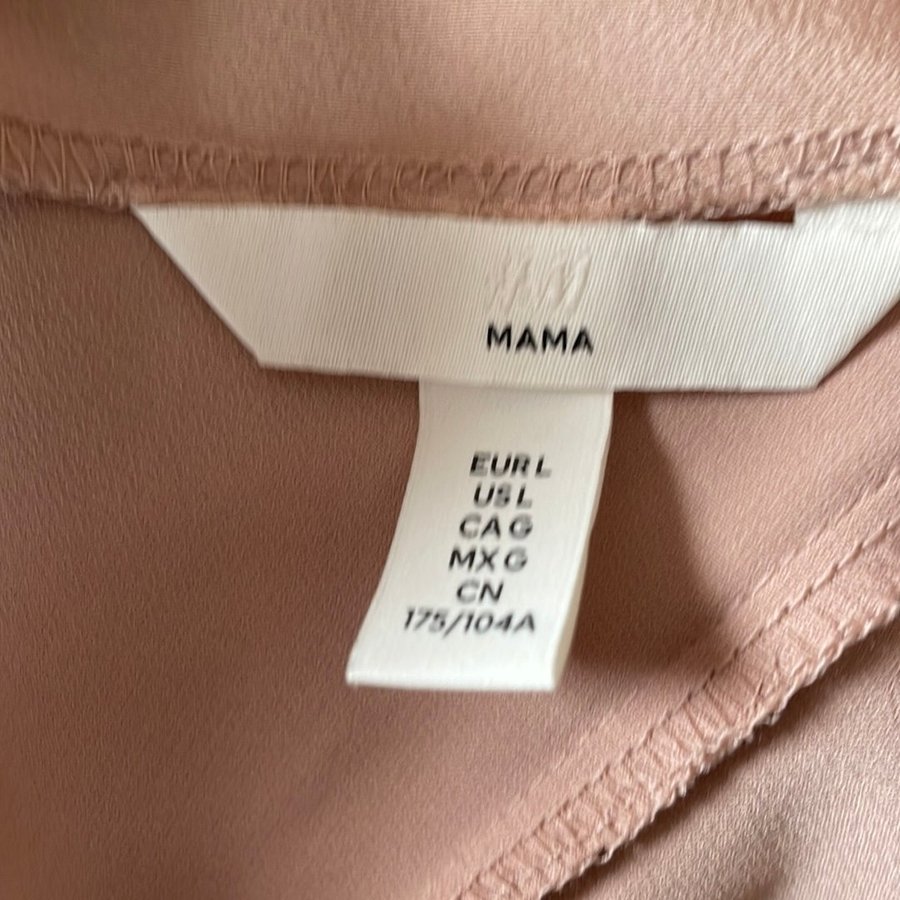 H&M
MAMA
EUR L
US L
CA G
MX G
CN
175/104A